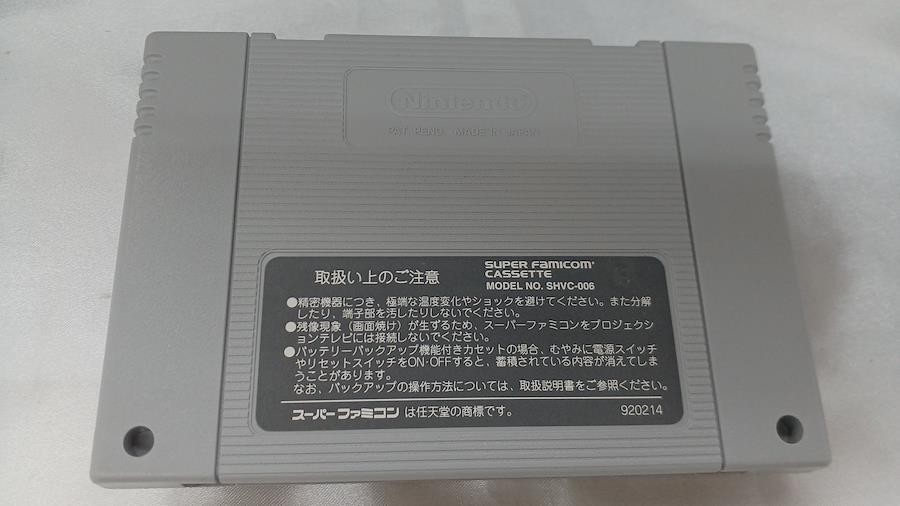 Nintendo
PAT. PEND. MADE IN JAPAN
取扱い上のご注意
SUPER FAMICOM
CASSETTE
MODEL NO. SHVC-006
●精密機器につき、極端な温度変化やショックを避けてください。また分解
したり、端子部を汚したりしないでください。
●残像現象（画面焼け）が生ずるため、スーパーファミコンをプロジェクシ
ョンテレビには接続しないでください。
●バッテリーバックアップ機能付きカセットの場合、むやみに電源スイッチ
やリセットスイッチをON・OFFすると、蓄積されている内容が消えてしま
うことがあります。
なお、バックアップの操作方法については、取扱説明書をご参照ください。
スーパーファミコン は任天堂の商標です。
920214